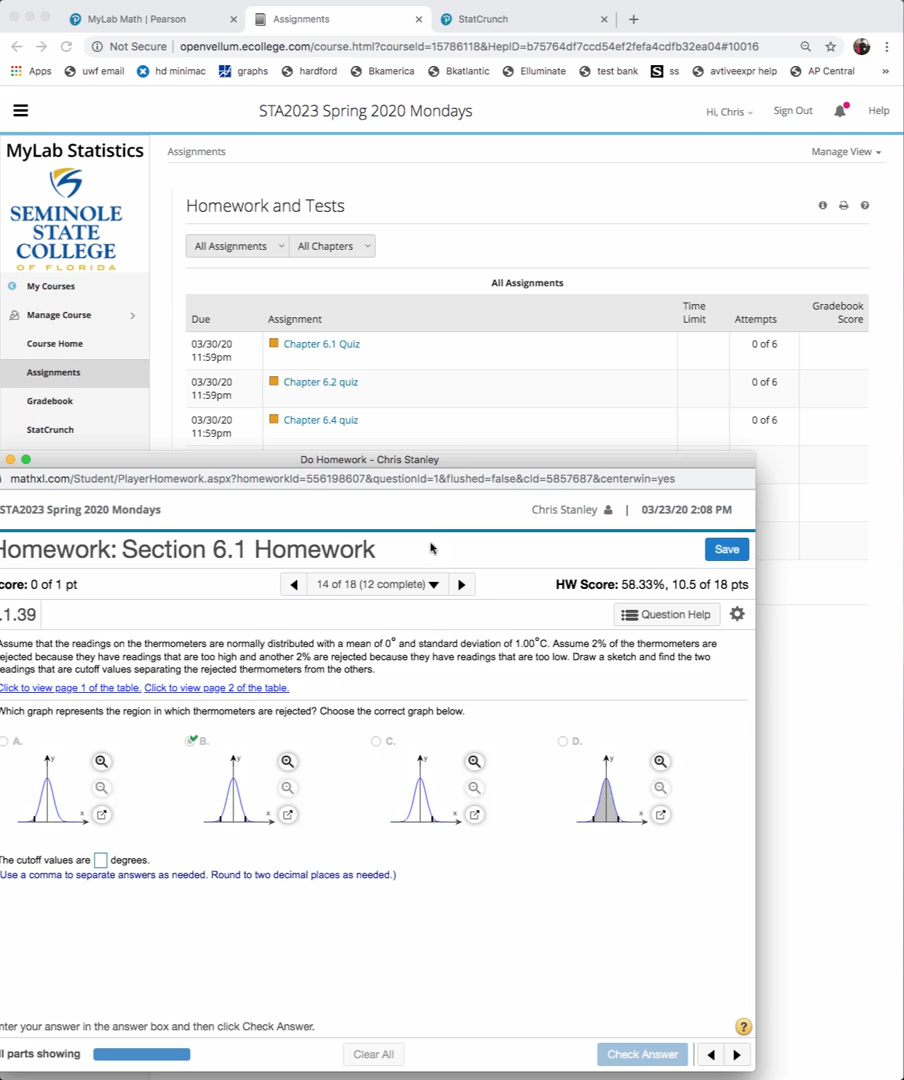 MyLab Math | Pearson
Assignments
StatCrunch
Not Secure | openvellum.ecollege.com/course.html?courseId=15786118&HepID=b75764df7ccd54ef2fefa4cdfb32ea04#10016
Apps uwf email hd minimac graphs hardford Bkamerica Bkatlantic Elluminate test bank S ss avtiveexpr help AP Central »
STA2023 Spring 2020 Mondays
Hi, Chris Sign Out Help
MyLab Statistics
Assignments
Manage View
SEMINOLE
STATE
COLLEGE
OF FLORIDA
Homework and Tests
All Assignments All Chapters
My Courses
Manage Course
Course Home
Assignments
Gradebook
StatCrunch
All Assignments
Due Assignment Time Limit Attempts Gradebook Score
03/30/20 11:59pm Chapter 6.1 Quiz 0 of 6
03/30/20 11:59pm Chapter 6.2 quiz 0 of 6
03/30/20 11:59pm Chapter 6.4 quiz 0 of 6
Do Homework - Chris Stanley
mathxl.com/Student/PlayerHomework.aspx?homeworkId=556198607&questionId=1&flushed=false&cId=5857687&centerwin=yes
STA2023 Spring 2020 Mondays
Chris Stanley | 03/23/20 2:08 PM
Homework: Section 6.1 Homework
Save
core: 0 of 1 pt
14 of 18 (12 complete)
HW Score: 58.33%, 10.5 of 18 pts
.1.39
Question Help
Assume that the readings on the thermometers are normally distributed with a mean of 0° and standard deviation of 1.00°C. Assume 2% of the thermometers are
ejected because they have readings that are too high and another 2% are rejected because they have readings that are too low. Draw a sketch and find the two
eadings that are cutoff values separating the rejected thermometers from the others.
Click to view page 1 of the table. Click to view page 2 of the table.
Which graph represents the region in which thermometers are rejected? Choose the correct graph below.
A. B. C. D.
y y y y
x x x x
The cutoff values are degrees.
Use a comma to separate answers as needed. Round to two decimal places as needed.)
nter your answer in the answer box and then click Check Answer.
?
ll parts showing
Clear All
Check Answer